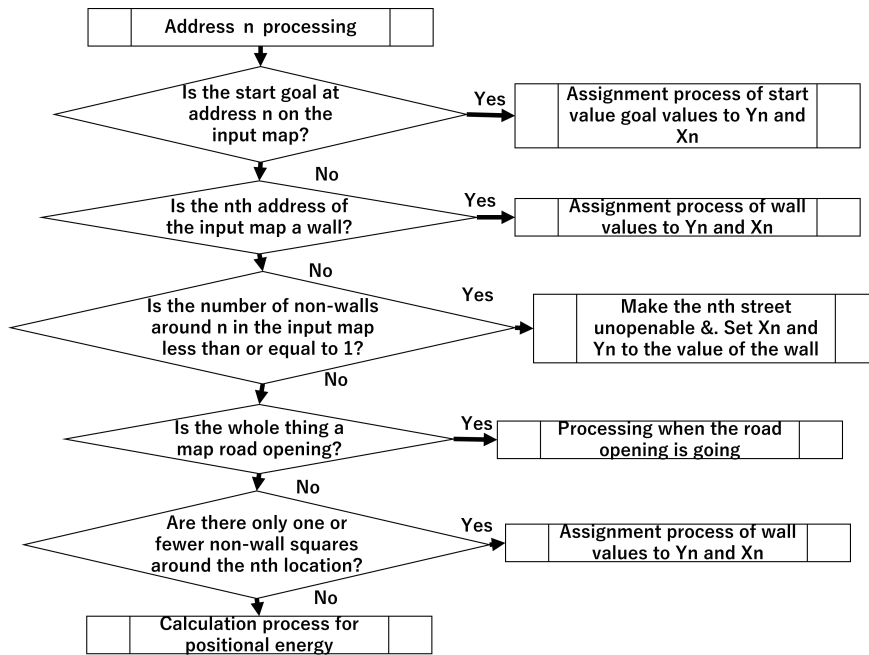 Address n processing
Is the start goal at
address n on the
input map?
Yes
Assignment process of start
value goal values to Yn and
Xn
No
Is the nth address of
the input map a wall?
Yes
Assignment process of wall
values to Yn and Xn
No
Is the number of non-walls
around n in the input map
less than or equal to 1?
Yes
Make the nth street
unopenable &. Set Xn and
Yn to the value of the wall
No
Is the whole thing a
map road opening?
Yes
Processing when the road
opening is going
No
Are there only one or
fewer non-wall squares
around the nth location?
Yes
Assignment process of wall
values to Yn and Xn
No
Calculation process for
positional energy